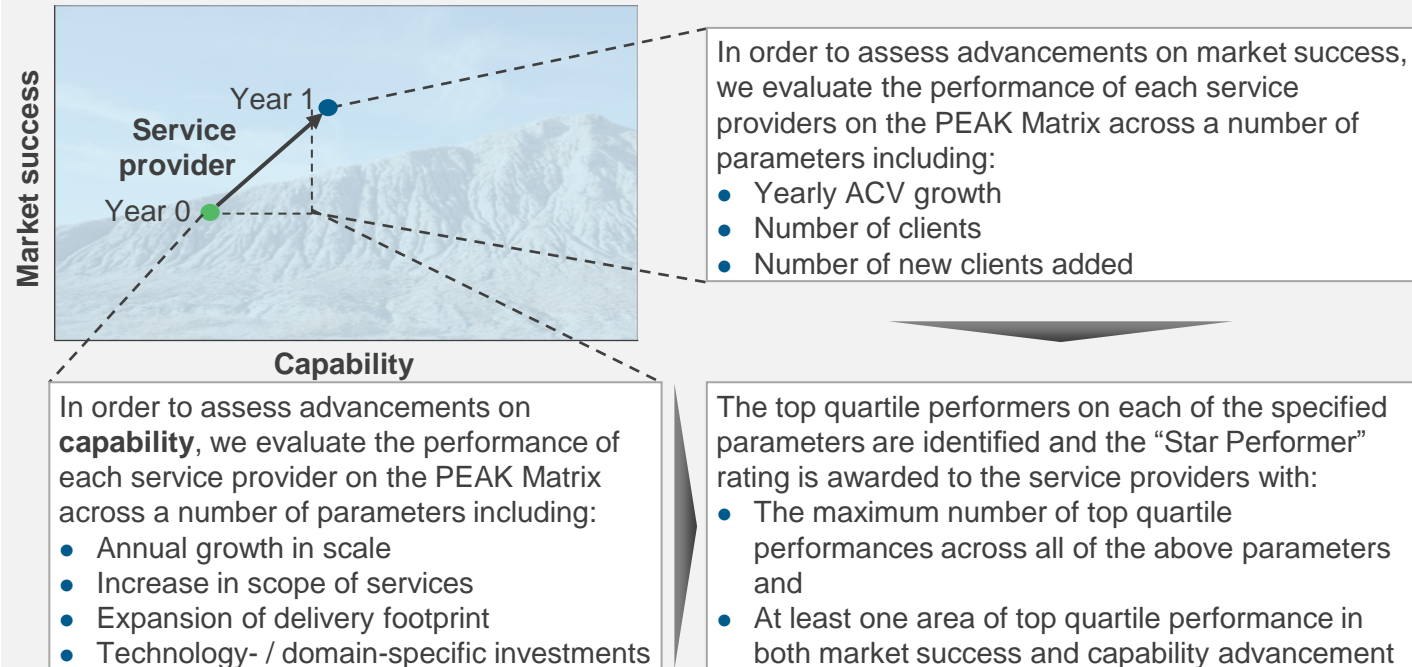 Market success
Year 1
Service
provider
Year 0
Capability
In order to assess advancements on market success,
we evaluate the performance of each service
providers on the PEAK Matrix across a number of
parameters including:
● Yearly ACV growth
● Number of clients
● Number of new clients added
In order to assess advancements on
capability, we evaluate the performance of
each service provider on the PEAK Matrix
across a number of parameters including:
● Annual growth in scale
● Increase in scope of services
● Expansion of delivery footprint
● Technology- / domain-specific investments
The top quartile performers on each of the specified
parameters are identified and the “Star Performer”
rating is awarded to the service providers with:
● The maximum number of top quartile
performances across all of the above parameters
and
● At least one area of top quartile performance in
both market success and capability advancement